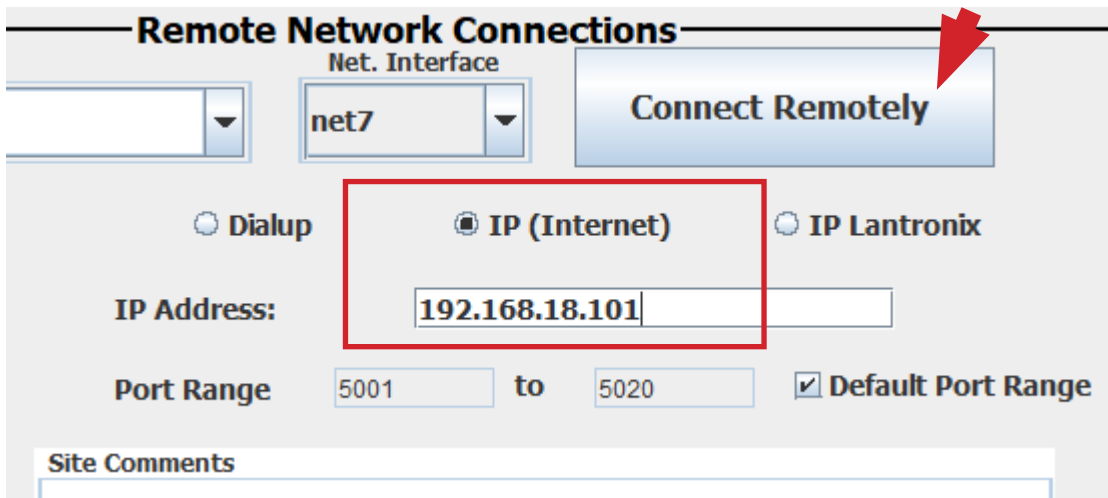 Remote Network Connections
Net. Interface
net7
Connect Remotely
Dialup
IP (Internet)
IP Lantronix
IP Address:
192.168.18.101
Port Range
5001
to
5020
Default Port Range
Site Comments